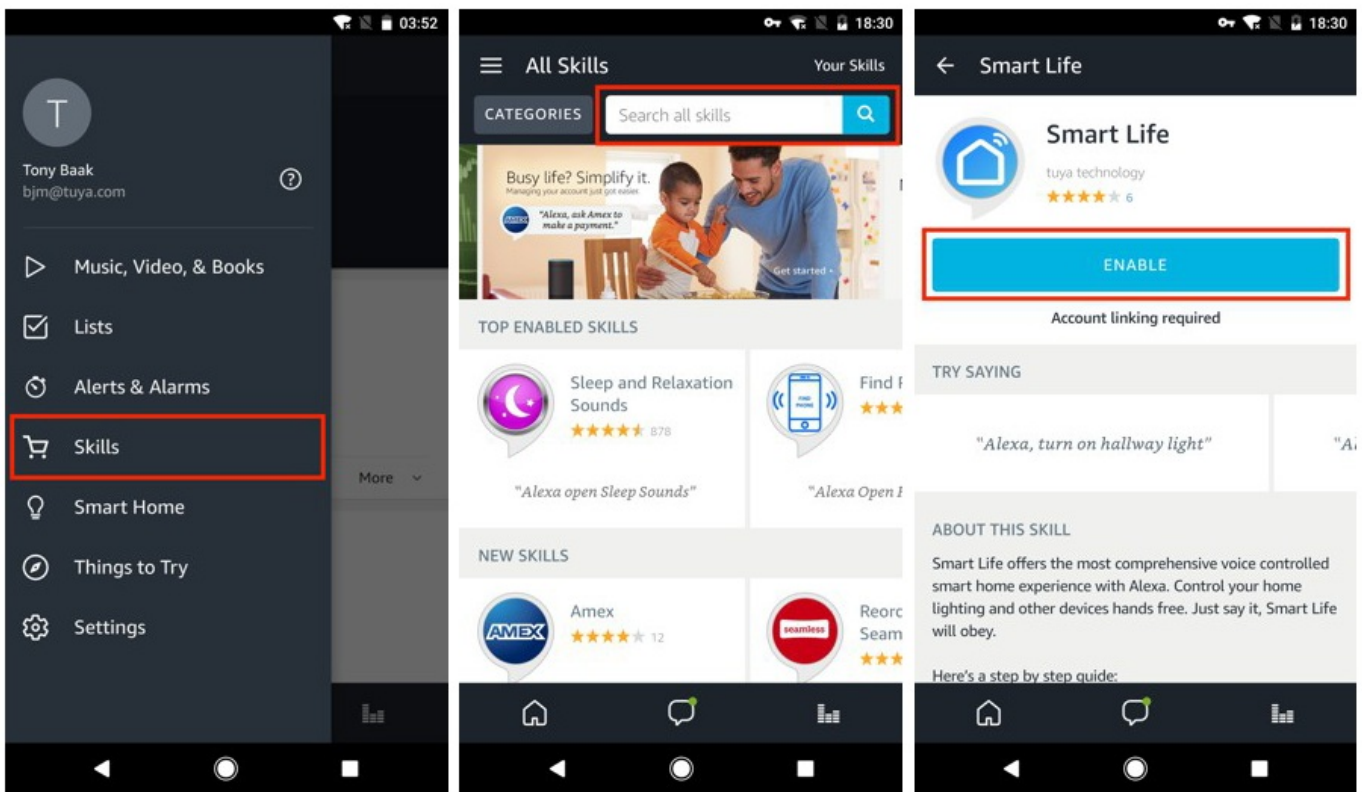 03:52
T
Tony Baak
bjm@tuya.com
Music, Video, & Books
Lists
Alerts & Alarms
Skills
More
Smart Home
Things to Try
Settings
18:30
All Skills
Your Skills
CATEGORIES
Search all skills
Busy life? Simplify it.
Managing your account just got easier.
AMEX
"Alexa, ask Amex to
make a payment."
Get started
TOP ENABLED SKILLS
Sleep and Relaxation
Sounds
878
"Alexa open Sleep Sounds"
FIND
PHONE
Find
"Alexa Open
NEW SKILLS
AMEX
Amex
12
seamless
Reorc
Seam
18:30
Smart Life
Smart Life
tuya technology
6
ENABLE
Account linking required
TRY SAYING
"Alexa, turn on hallway light"
ABOUT THIS SKILL
Smart Life offers the most comprehensive voice controlled
smart home experience with Alexa. Control your home
lighting and other devices hands free. Just say it, Smart Life
will obey.
Here's a step by step guide: